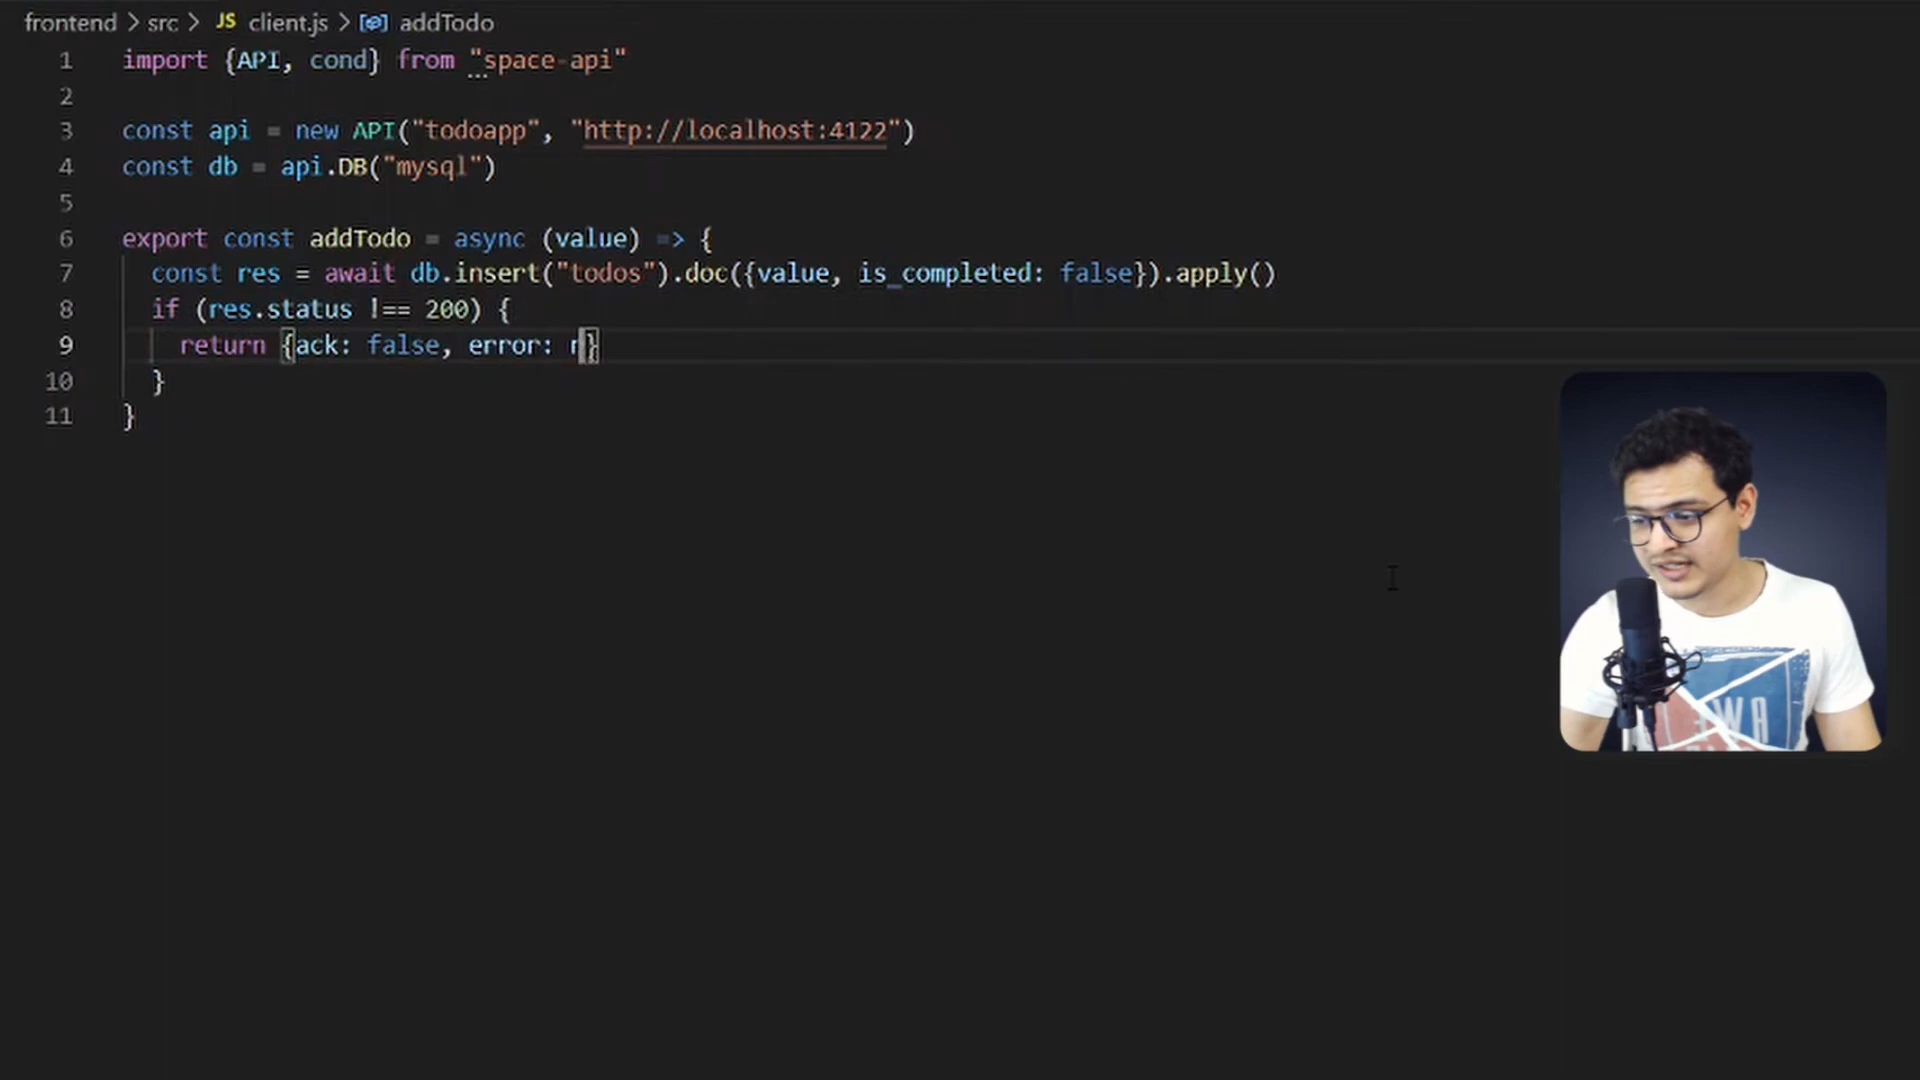 frontend > src > JS client.js > addTodo
1 import {API, cond} from "space-api"
2
3 const api = new API("todoapp", "http://localhost:4122")
4 const db = api.DB("mysql")
5
6 export const addTodo = async (value) => {
7 const res = await db.insert("todos").doc({value, is_completed: false}).apply()
8 if (res.status !== 200) {
9 return {ack: false, error: r}
10 }
11 }